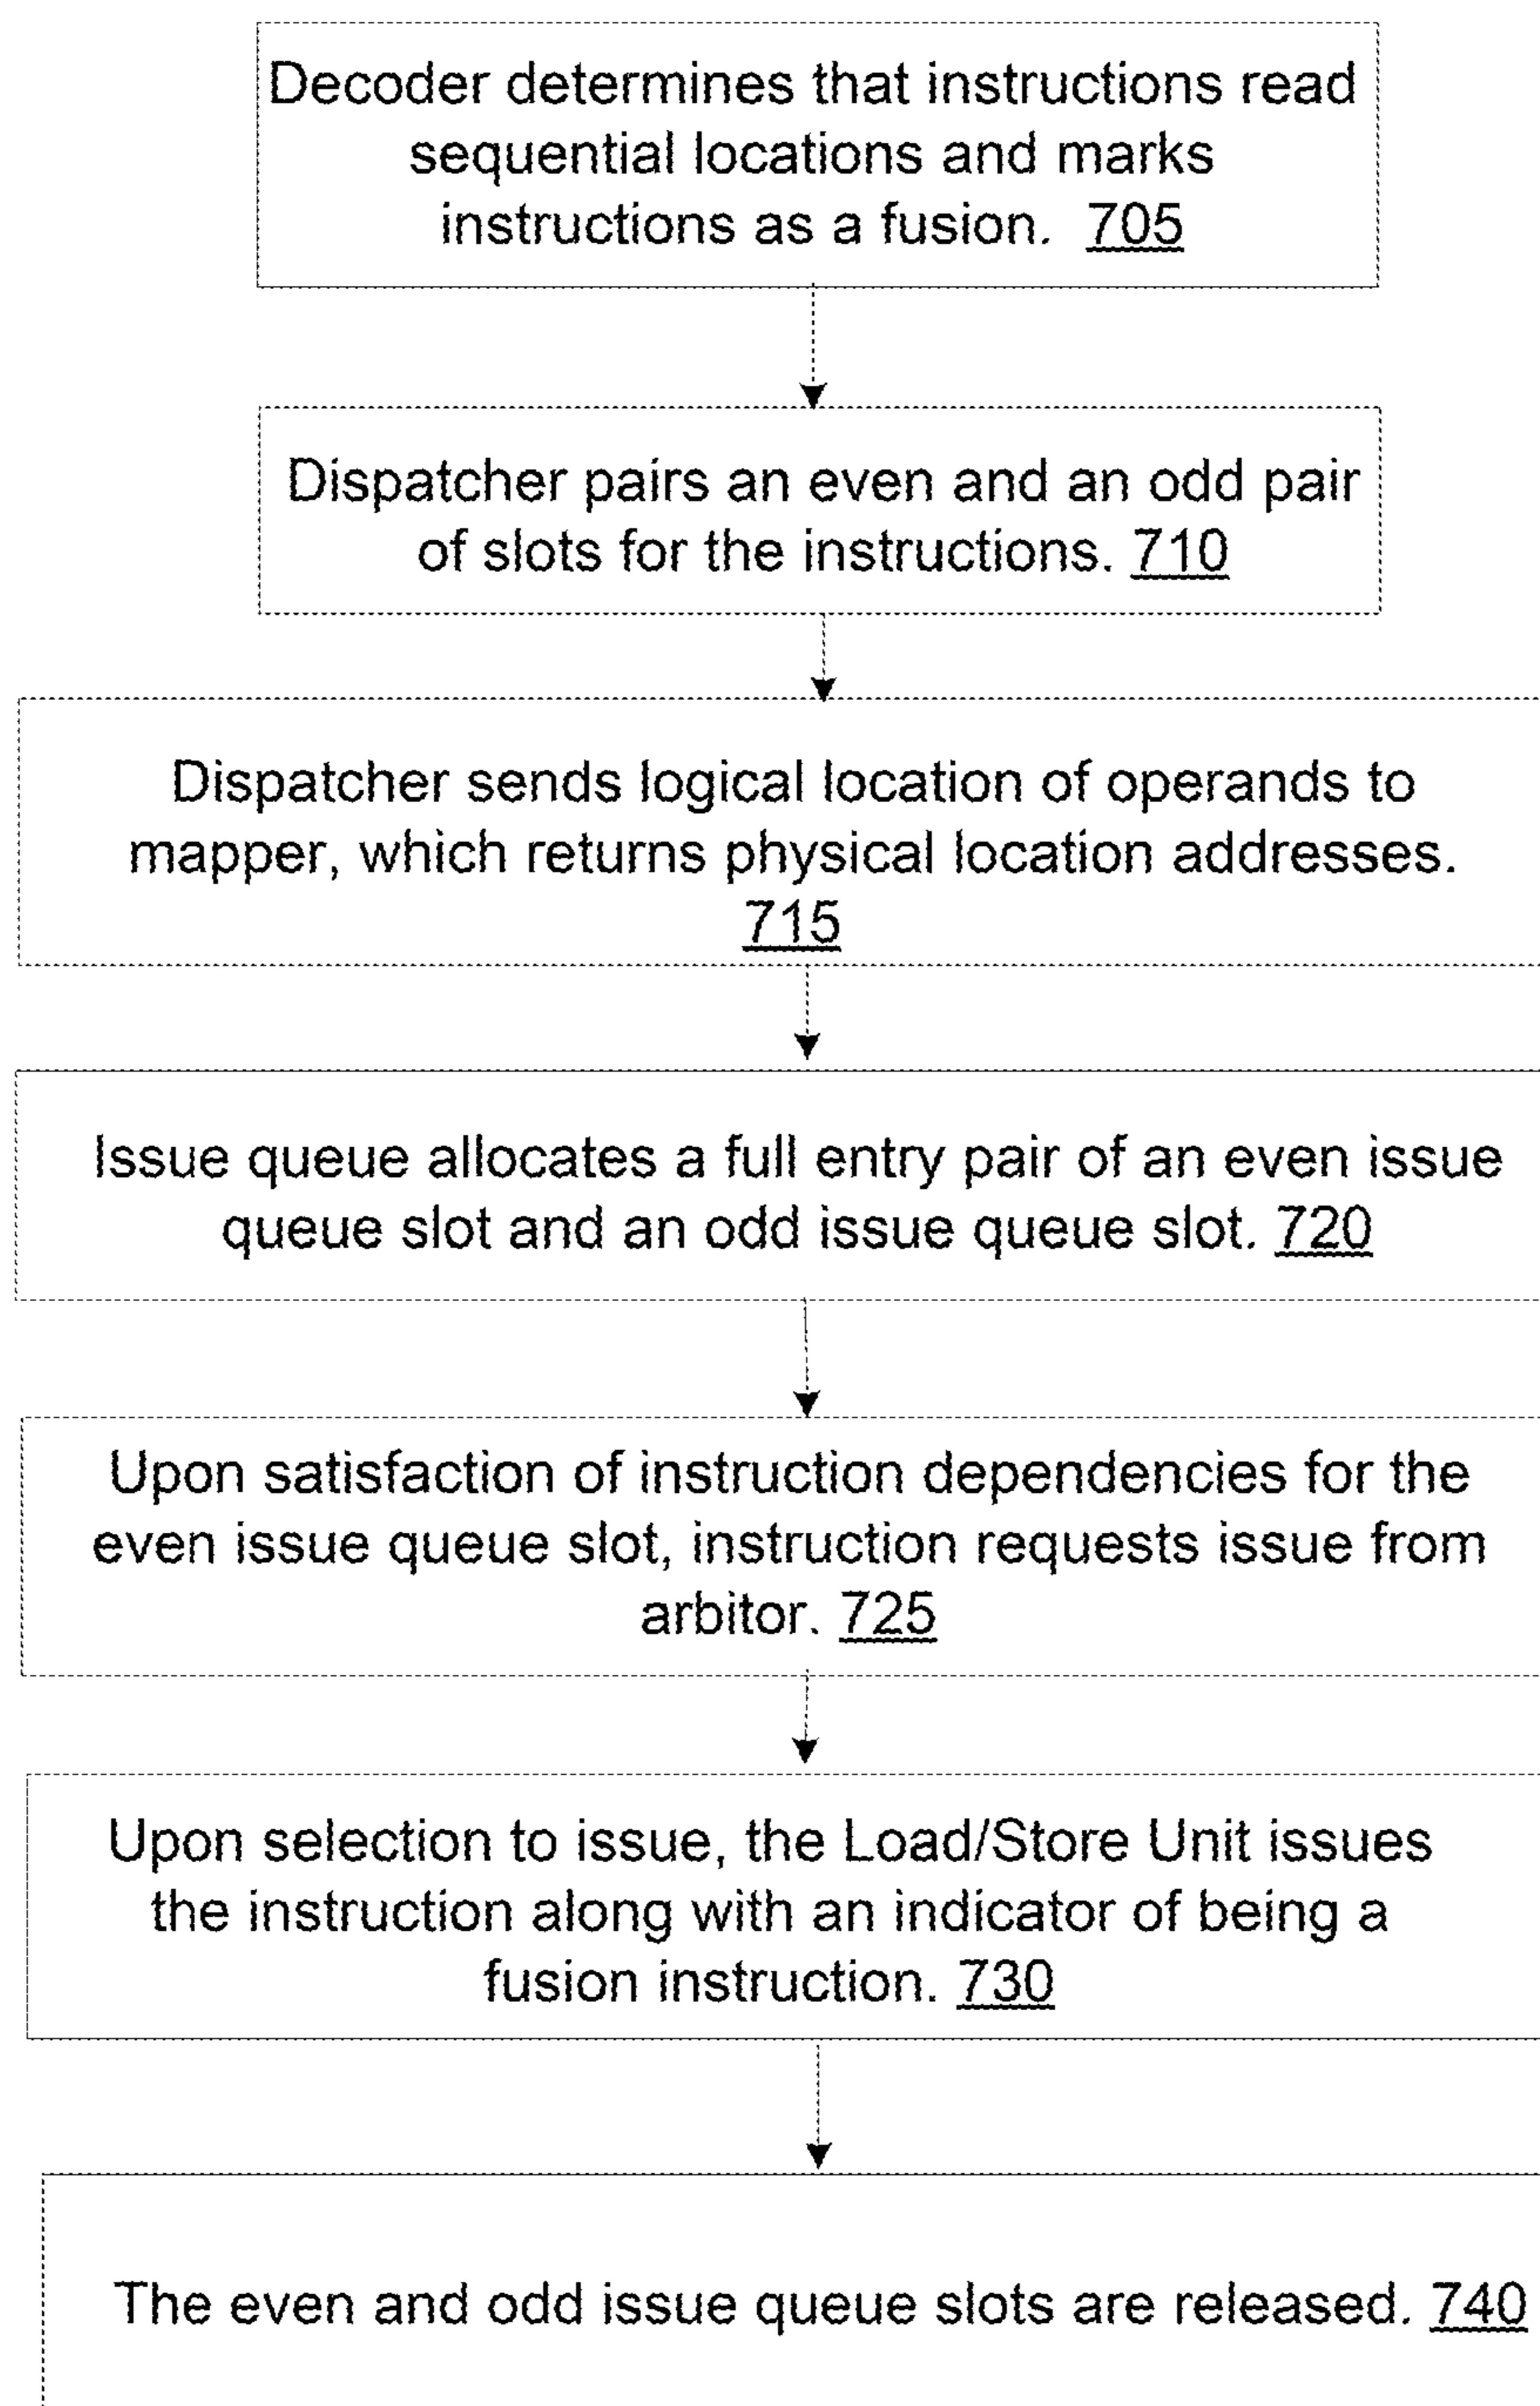 Decoder determines that instructions read
sequential locations and marks
instructions as a fusion. 705
Dispatcher pairs an even and an odd pair
of slots for the instructions. 710
Dispatcher sends logical location of operands to
mapper, which returns physical location addresses.
715
Issue queue allocates a full entry pair of an even issue
queue slot and an odd issue queue slot. 720
Upon satisfaction of instruction dependencies for the
even issue queue slot, instruction requests issue from
arbitor. 725
Upon selection to issue, the Load/Store Unit issues
the instruction along with an indicator of being a
fusion instruction. 730
The even and odd issue queue slots are released. 740